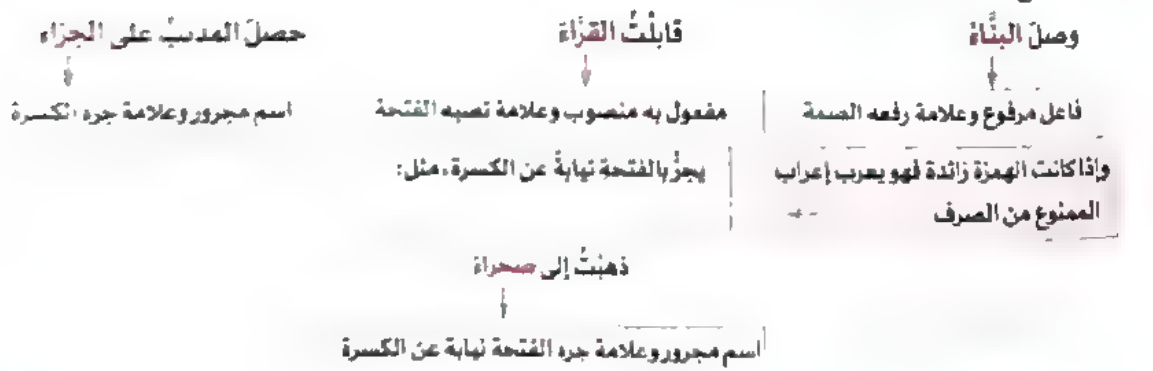 وصلَ البنَّاءُ
قابلْتُ القرَّاءَ
حصلَ المذنبُ على الجزاءِ
فاعل مرفوع وعلامة رفعه الضمة
مفعول به منصوب وعلامة نصبه الفتحة
اسم مجرور وعلامة جره الكسرة
وإذا كانت الهمزة زائدة فهو يعرب إعراب الممنوع من الصرف
يجرُّ بالفتحة نيابةً عن الكسرة، مثل:
ذهبْتُ إلى صحراءَ
اسم مجرور وعلامة جره الفتحة نيابة عن الكسرة